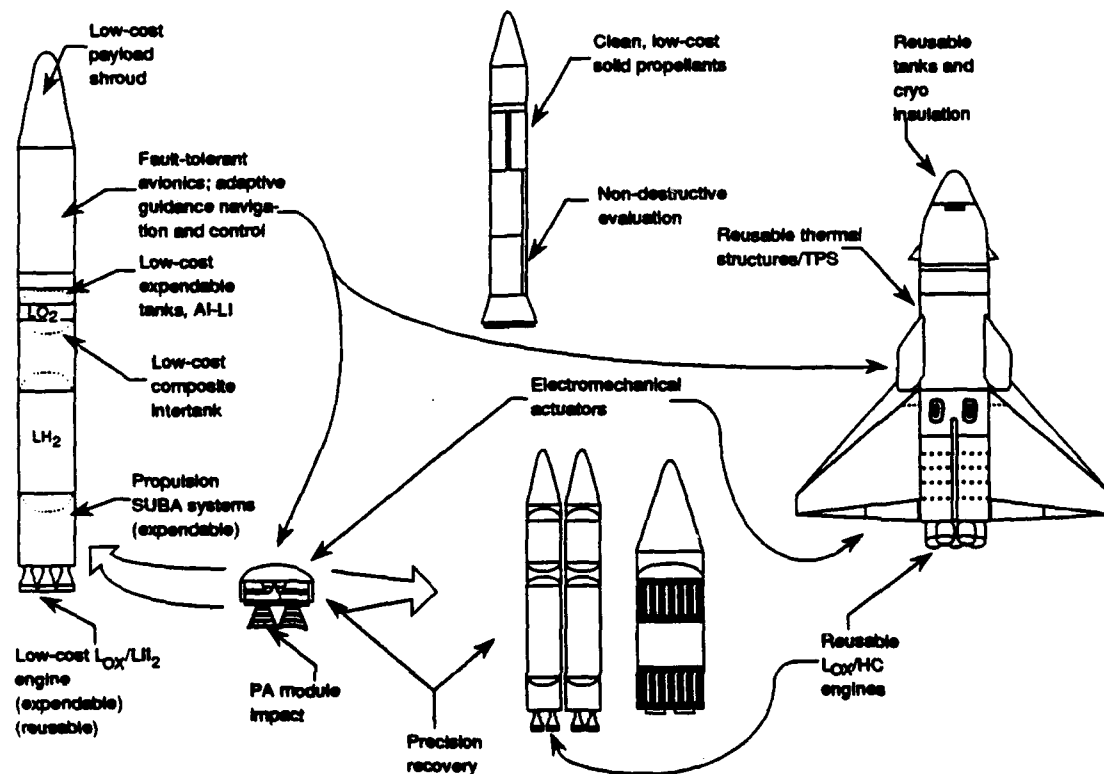 Low-cost
payload
shroud
Fault-tolerant
avionics; adaptive
guidance naviga-
tion and control
Low-cost
expendable
tanks, Al-Li
LO2
Low-cost
composite
intertank
LH2
Propulsion
SUBA systems
(expendable)
Low-cost LOX/LH2
engine
(expendable)
(reusable)
PA module
impact
Precision
recovery
Clean, low-cost
solid propellants
Non-destructive
evaluation
Electromechanical
actuators
Reusable
tanks and
cryo
insulation
Reusable thermal
structures/TPS
Reusable
LOX/HC
engines